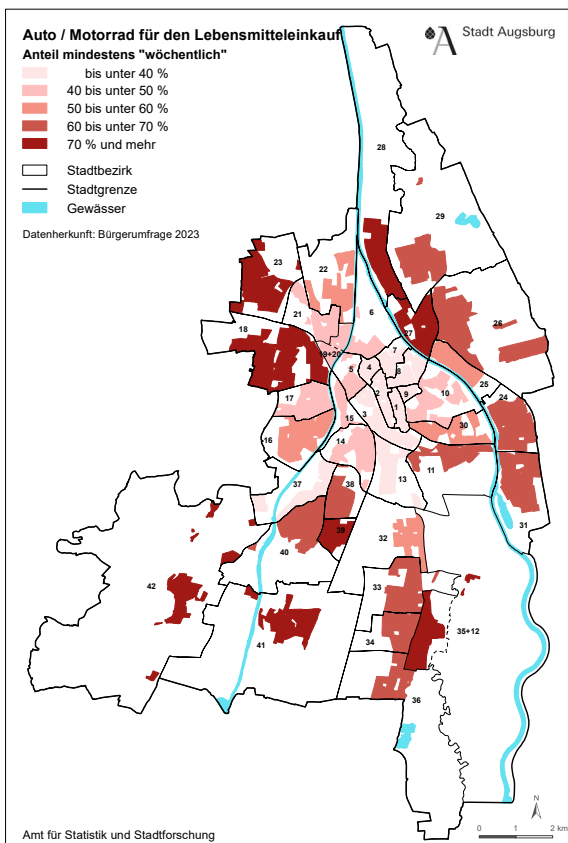 Auto / Motorrad für den Lebensmitteleinkauf
Anteil mindestens "wöchentlich"
bis unter 40 %
40 bis unter 50 %
50 bis unter 60 %
60 bis unter 70 %
70 % und mehr
Stadtbezirk
Stadtgrenze
Gewässer
Datenherkunft: Bürgerumfrage 2023
Stadt Augsburg
28
29
23
22
21
6
26
18
27
19+20
7
5
4
8
25
17
2
9
10
24
1
15
3
30
16
14
11
37
38
13
31
39
32
40
42
33
41
34
35+12
36
N
0 1 2 km
Amt für Statistik und Stadtforschung